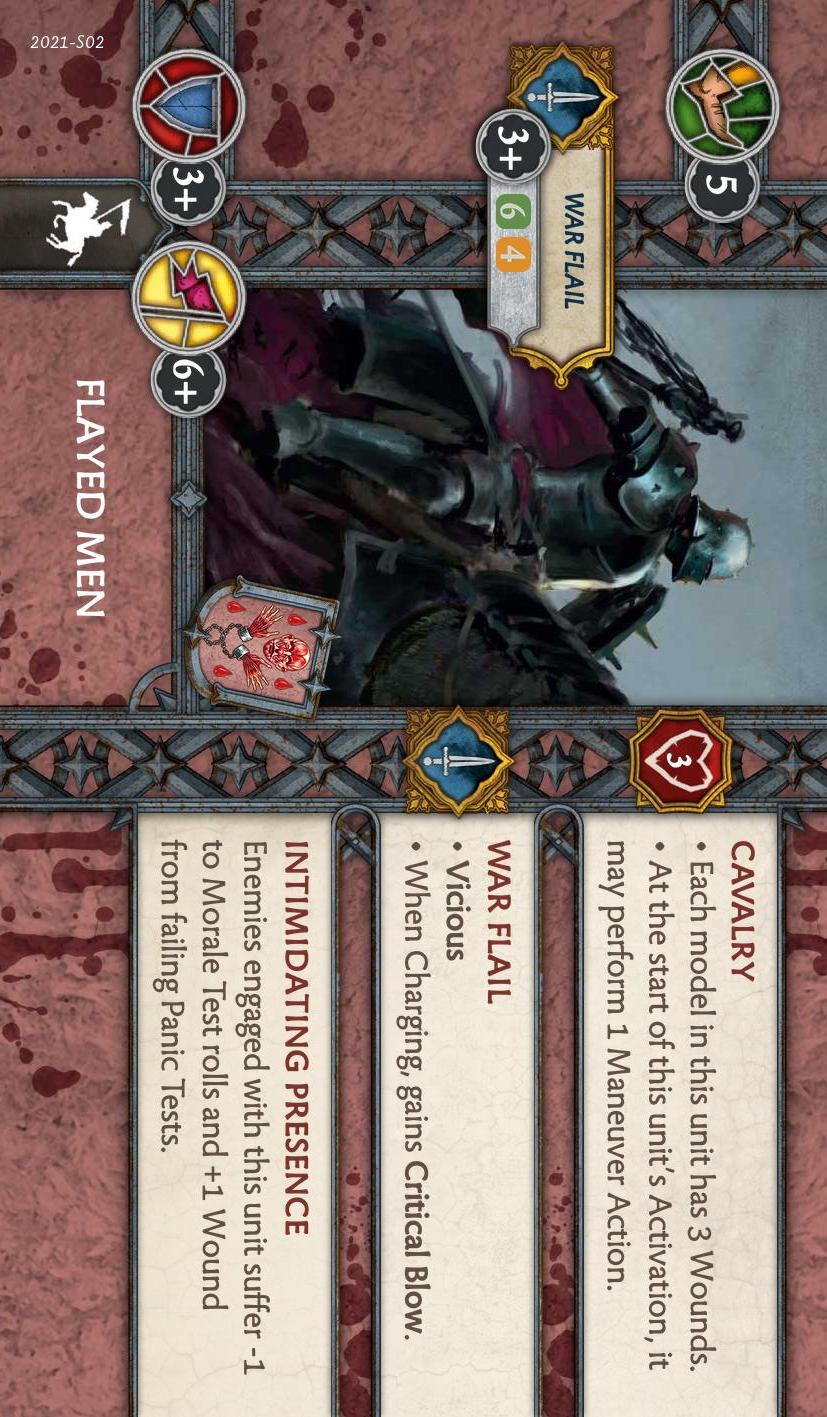 5
WAR FLAIL
3+
6 4
3+
6+
FLAYED MEN
2021-S02
3
CAVALRY
• Each model in this unit has 3 Wounds.
• At the start of this unit's Activation, it
may perform 1 Maneuver Action.
WAR FLAIL
• Vicious
• When Charging, gains Critical Blow.
INTIMIDATING PRESENCE
Enemies engaged with this unit suffer -1
to Morale Test rolls and +1 Wound
from failing Panic Tests.